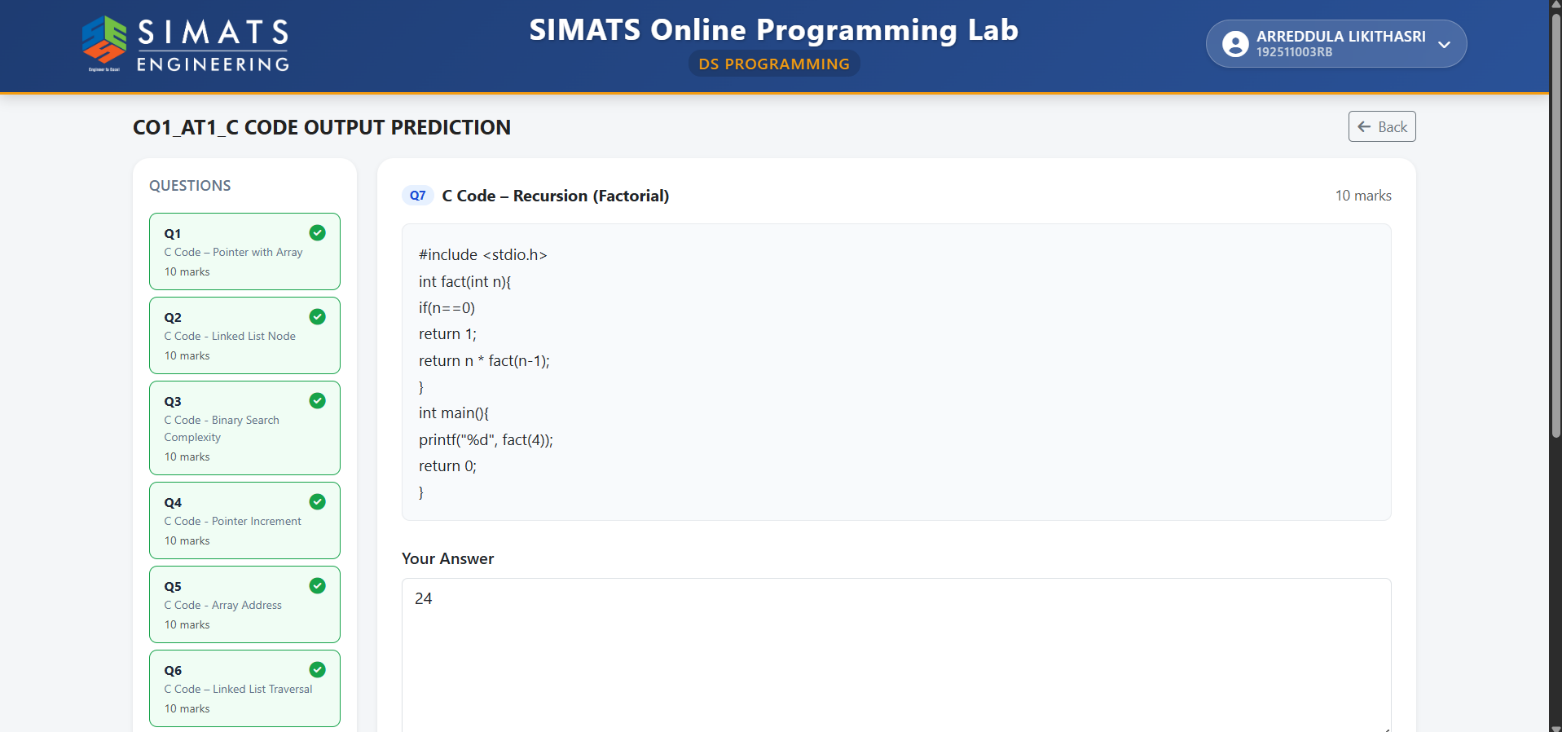 SIMATS
ENGINEERING
Engineer to Excel
SIMATS Online Programming Lab
DS PROGRAMMING
ARREDDULA LIKITHASRI
192511003RB
CO1_AT1_C CODE OUTPUT PREDICTION
← Back
QUESTIONS
Q1
C Code – Pointer with Array
10 marks
Q2
C Code - Linked List Node
10 marks
Q3
C Code - Binary Search
Complexity
10 marks
Q4
C Code - Pointer Increment
10 marks
Q5
C Code - Array Address
10 marks
Q6
C Code – Linked List Traversal
10 marks
Q7 C Code – Recursion (Factorial)
10 marks
#include <stdio.h>
int fact(int n){
if(n==0)
return 1;
return n * fact(n-1);
}
int main(){
printf("%d", fact(4));
return 0;
}
Your Answer
24